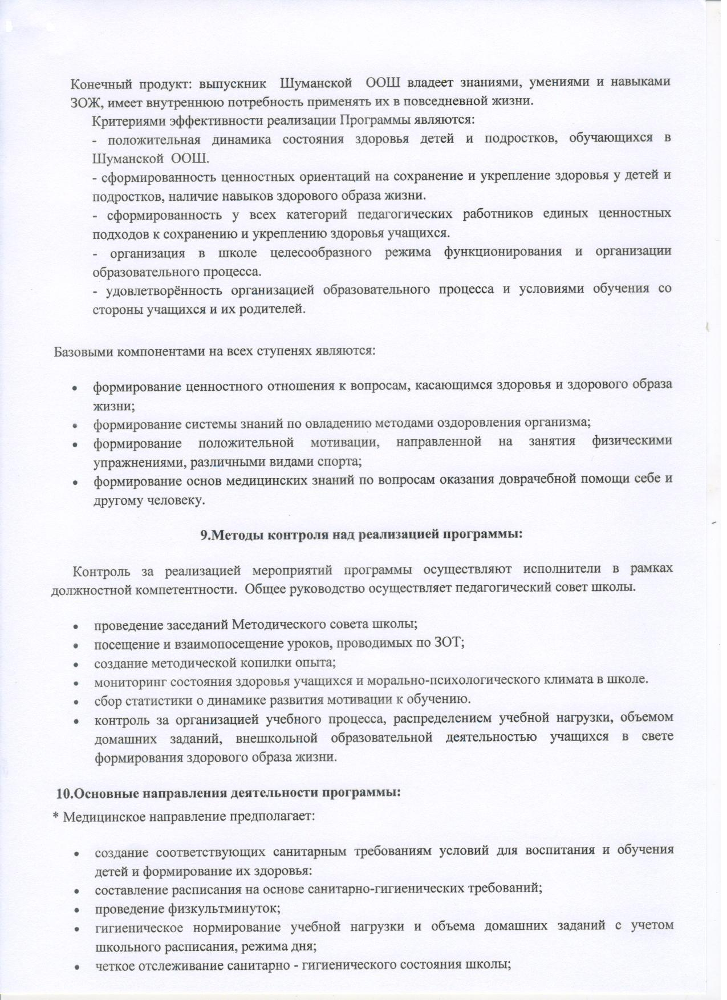 Конечный продукт: выпускник Шуманской ООШ владеет знаниями, умениями и навыками
ЗОЖ, имеет внутреннюю потребность применять их в повседневной жизни.
Критериями эффективности реализации Программы являются:
- положительная динамика состояния здоровья детей и подростков, обучающихся в
Шуманской ООШ.
- сформированность ценностных ориентаций на сохранение и укрепление здоровья у детей и
подростков, наличие навыков здорового образа жизни.
- сформированность у всех категорий педагогических работников единых ценностных
подходов к сохранению и укреплению здоровья учащихся.
- организация в школе целесообразного режима функционирования и организации
образовательного процесса.
- удовлетворённость организацией образовательного процесса и условиями обучения со
стороны учащихся и их родителей.
Базовыми компонентами на всех ступенях являются:
• формирование ценностного отношения к вопросам, касающимся здоровья и здорового образа
жизни;
• формирование системы знаний по овладению методами оздоровления организма;
• формирование положительной мотивации, направленной на занятия физическими
упражнениями, различными видами спорта;
• формирование основ медицинских знаний по вопросам оказания доврачебной помощи себе и
другому человеку.
9.Методы контроля над реализацией программы:
Контроль за реализацией мероприятий программы осуществляют исполнители в рамках
должностной компетентности. Общее руководство осуществляет педагогический совет школы.
• проведение заседаний Методического совета школы;
• посещение и взаимопосещение уроков, проводимых по ЗОТ;
• создание методической копилки опыта;
• мониторинг состояния здоровья учащихся и морально-психологического климата в школе.
• сбор статистики о динамике развития мотивации к обучению.
• контроль за организацией учебного процесса, распределением учебной нагрузки, объемом
домашних заданий, внешкольной образовательной деятельностью учащихся в свете
формирования здорового образа жизни.
10.Основные направления деятельности программы:
* Медицинское направление предполагает:
• создание соответствующих санитарным требованиям условий для воспитания и обучения
детей и формирование их здоровья:
• составление расписания на основе санитарно-гигиенических требований;
• проведение физкультминуток;
• гигиеническое нормирование учебной нагрузки и объема домашних заданий с учетом
школьного расписания, режима дня;
• четкое отслеживание санитарно - гигиенического состояния школы;